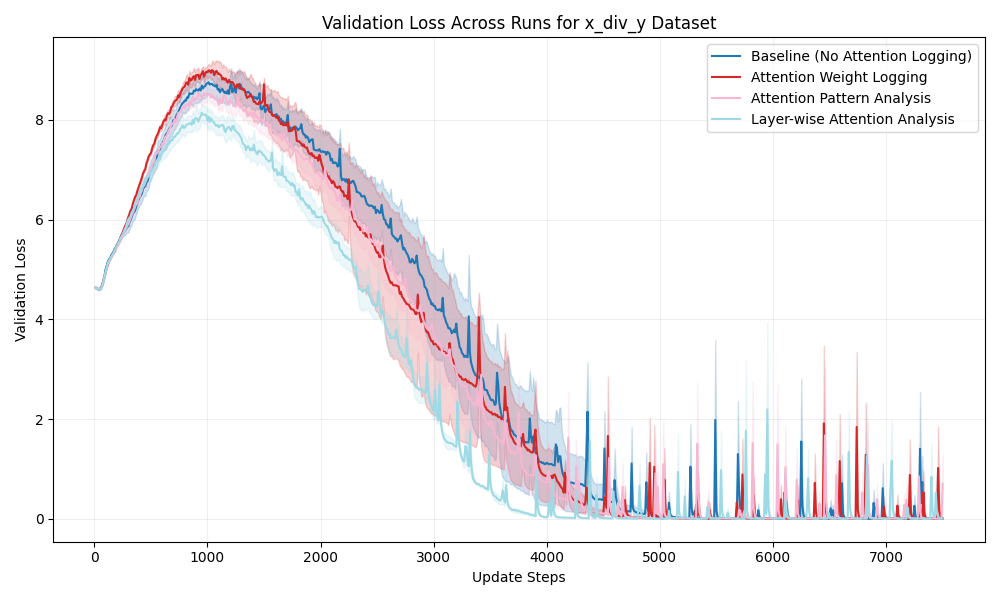 Validation Loss Across Runs for x_div_y Dataset
Baseline (No Attention Logging)
Attention Weight Logging
Attention Pattern Analysis
Layer-wise Attention Analysis
Validation Loss
8
6
4
2
0
0 1000 2000 3000 4000 5000 6000 7000
Update Steps